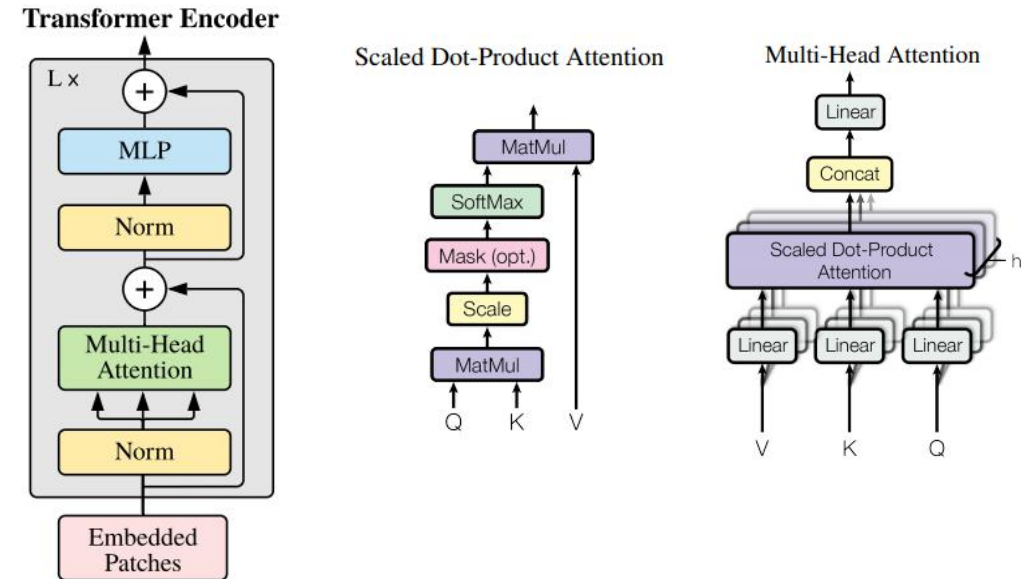 Transformer Encoder
L x
+
MLP
Norm
+
Multi-Head
Attention
Norm
Embedded
Patches
Scaled Dot-Product Attention
MatMul
SoftMax
Mask (opt.)
Scale
MatMul
Q K V
Multi-Head Attention
Linear
Concat
Scaled Dot-Product
Attention
h
Linear Linear Linear
V K Q